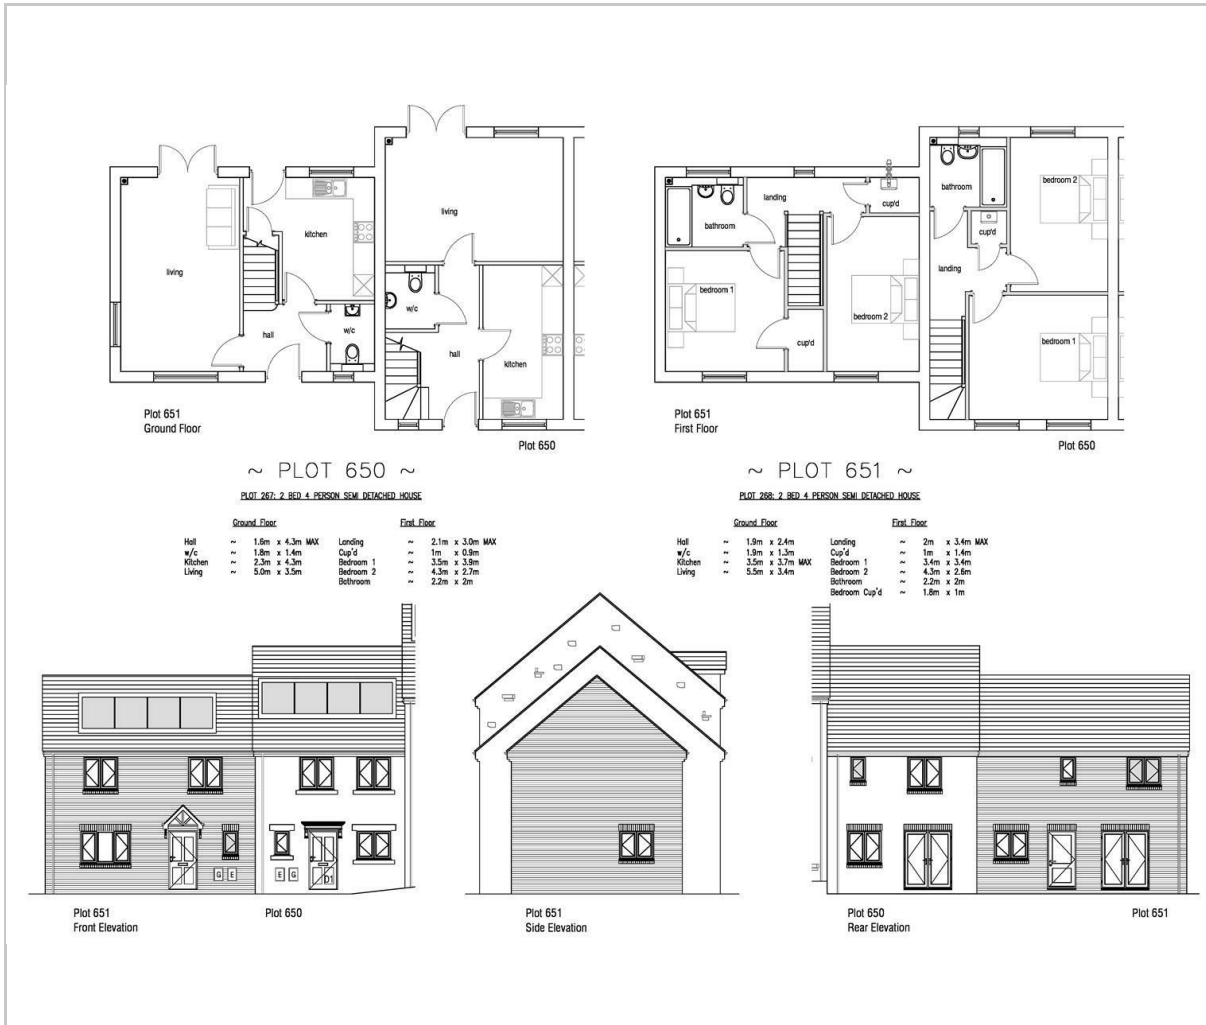 living
kitchen
living
w/c
hall
w/c
hall
kitchen
Plot 651
Ground Floor
Plot 650
bathroom
landing
cup'd
bathroom
bedroom 2
cup'd
landing
bedroom 1
bedroom 2
cup'd
bedroom 1
Plot 651
First Floor
Plot 650
~ PLOT 650 ~
PLOT 267: 2 BED 4 PERSON SEMI DETACHED HOUSE
Ground Floor First Floor
Hall ~ 1.6m x 4.3m MAX Landing ~ 2.1m x 3.0m MAX
w/c ~ 1.8m x 1.4m Cup'd ~ 1m x 0.9m
Kitchen ~ 2.3m x 4.3m Bedroom 1 ~ 3.5m x 3.9m
Living ~ 5.0m x 3.5m Bedroom 2 ~ 4.3m x 2.7m
Bathroom ~ 2.2m x 2m
~ PLOT 651 ~
PLOT 268: 2 BED 4 PERSON SEMI DETACHED HOUSE
Ground Floor First Floor
Hall ~ 1.9m x 2.4m Landing ~ 2m x 3.4m MAX
w/c ~ 1.9m x 1.3m Cup'd ~ 1m x 1.4m
Kitchen ~ 3.5m x 3.7m MAX Bedroom 1 ~ 3.4m x 3.4m
Living ~ 5.5m x 3.4m Bedroom 2 ~ 4.3m x 2.6m
Bathroom ~ 2.2m x 2m
Bedroom Cup'd ~ 1.8m x 1m
G E
E G
D1
Plot 651
Front Elevation
Plot 650
Plot 651
Side Elevation
Plot 650
Rear Elevation
Plot 651